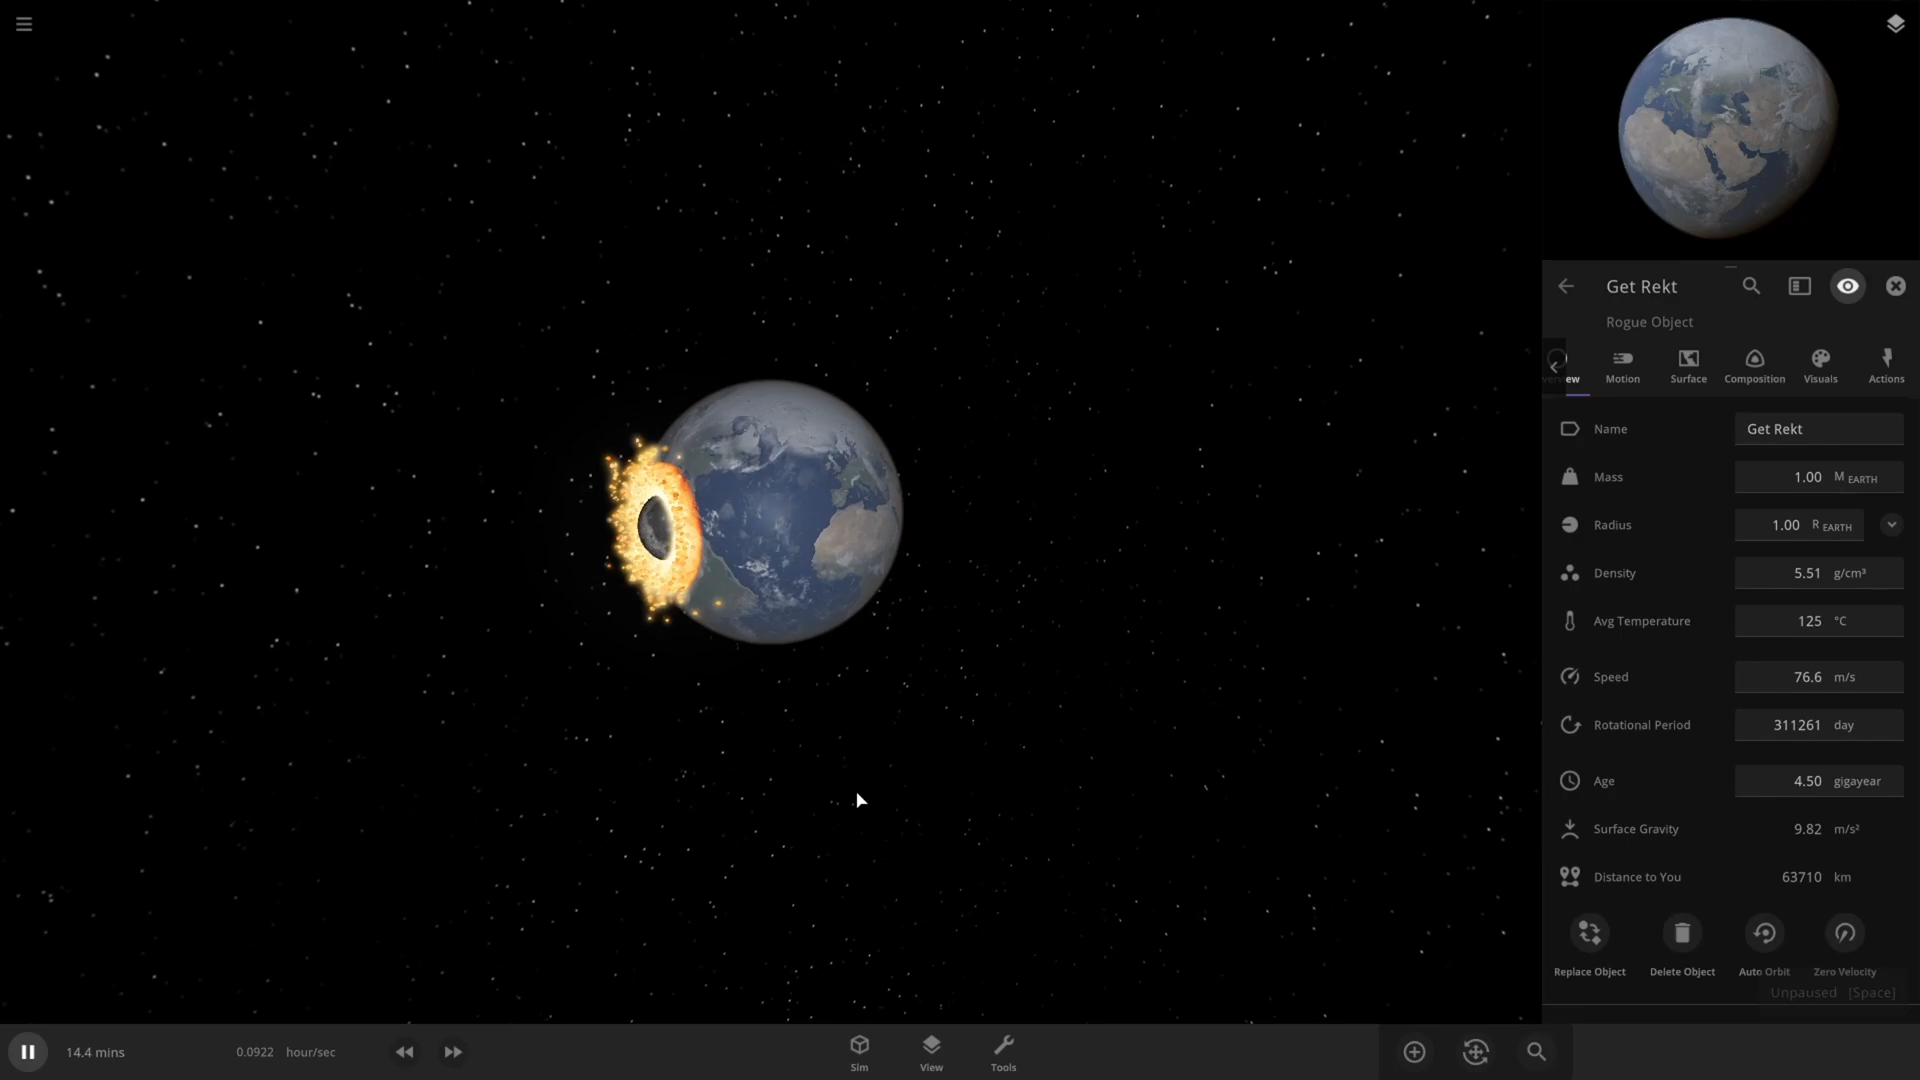 Get Rekt
Rogue Object
ew
Motion
Surface
Composition
Visuals
Actions
Name Get Rekt
Mass 1.00 M EARTH
Radius 1.00 R EARTH
Density 5.51 g/cm³
Avg Temperature 125 °C
Speed 76.6 m/s
Rotational Period 311261 day
Age 4.50 gigayear
Surface Gravity 9.82 m/s²
Distance to You 63710 km
Replace Object Delete Object Auto Orbit Zero Velocity
Unpaused [Space]
14.4 mins 0.0922 hour/sec
Sim View Tools